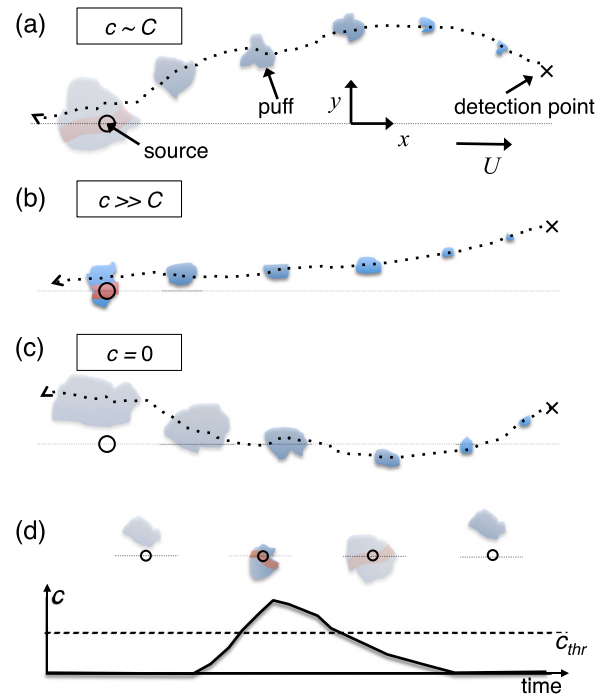 (a)
c ~ C
puff
y
x
detection point
source
U
(b)
c >> C
(c)
c = 0
(d)
c
c_thr
time